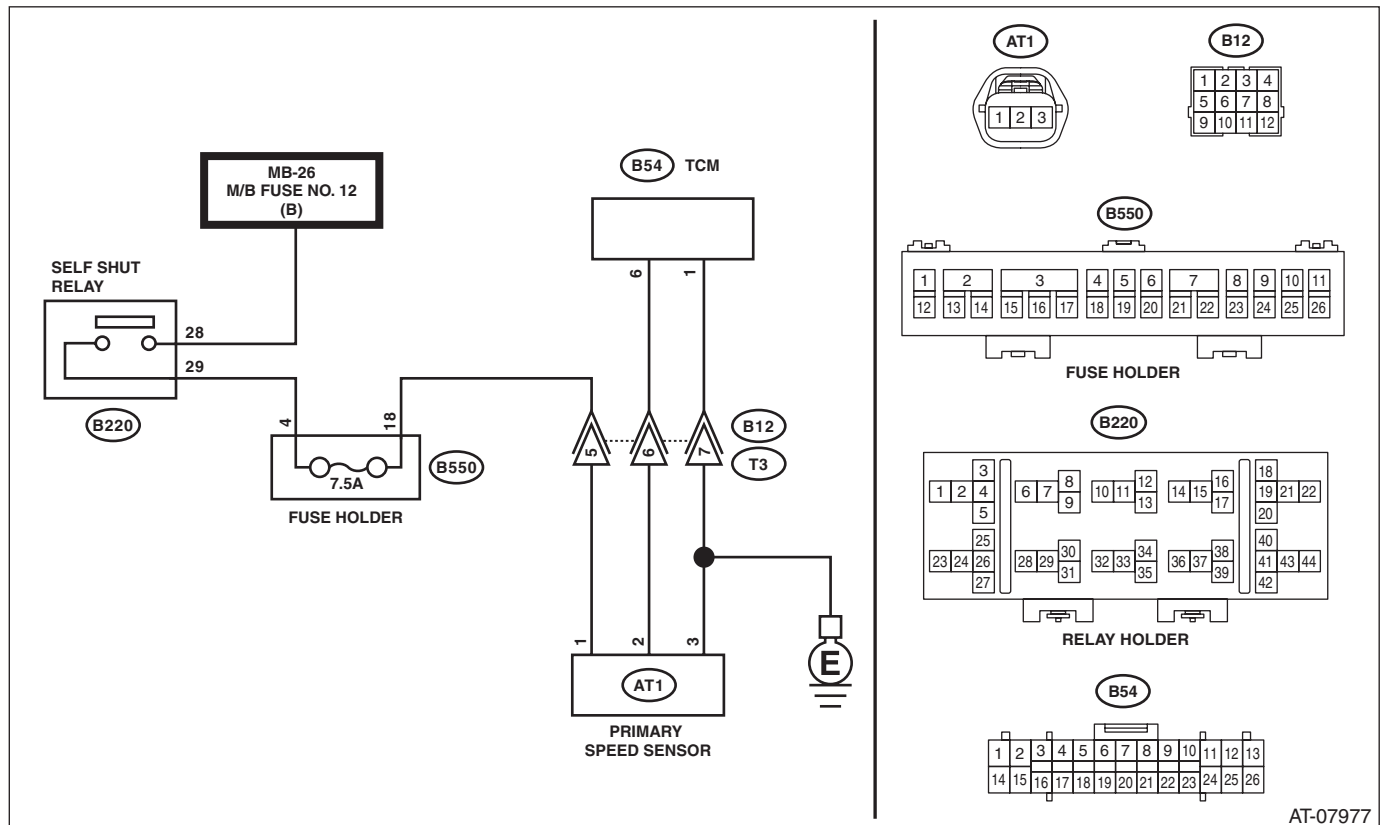 MB-26
M/B FUSE NO. 12
(B)
SELF SHUT
RELAY
28
29
B220
4
18
7.5A
B550
FUSE HOLDER
B54 TCM
6
1
5
6
7
B12
T3
1
2
3
AT1
PRIMARY
SPEED SENSOR
E
AT1
1 2 3
B12
1 2 3 4
5 6 7 8
9 10 11 12
B550
1 2 3 4 5 6 7 8 9 10 11
12 13 14 15 16 17 18 19 20 21 22 23 24 25 26
FUSE HOLDER
B220
3 8 12 16 18
1 2 4 6 7 9 10 11 13 14 15 17 19 21 22
5 20
25 30 34 38 40
23 24 26 28 29 31 32 33 35 36 37 39 41 43 44
27 42
RELAY HOLDER
B54
1 2 3 4 5 6 7 8 9 10 11 12 13
14 15 16 17 18 19 20 21 22 23 24 25 26
AT-07977